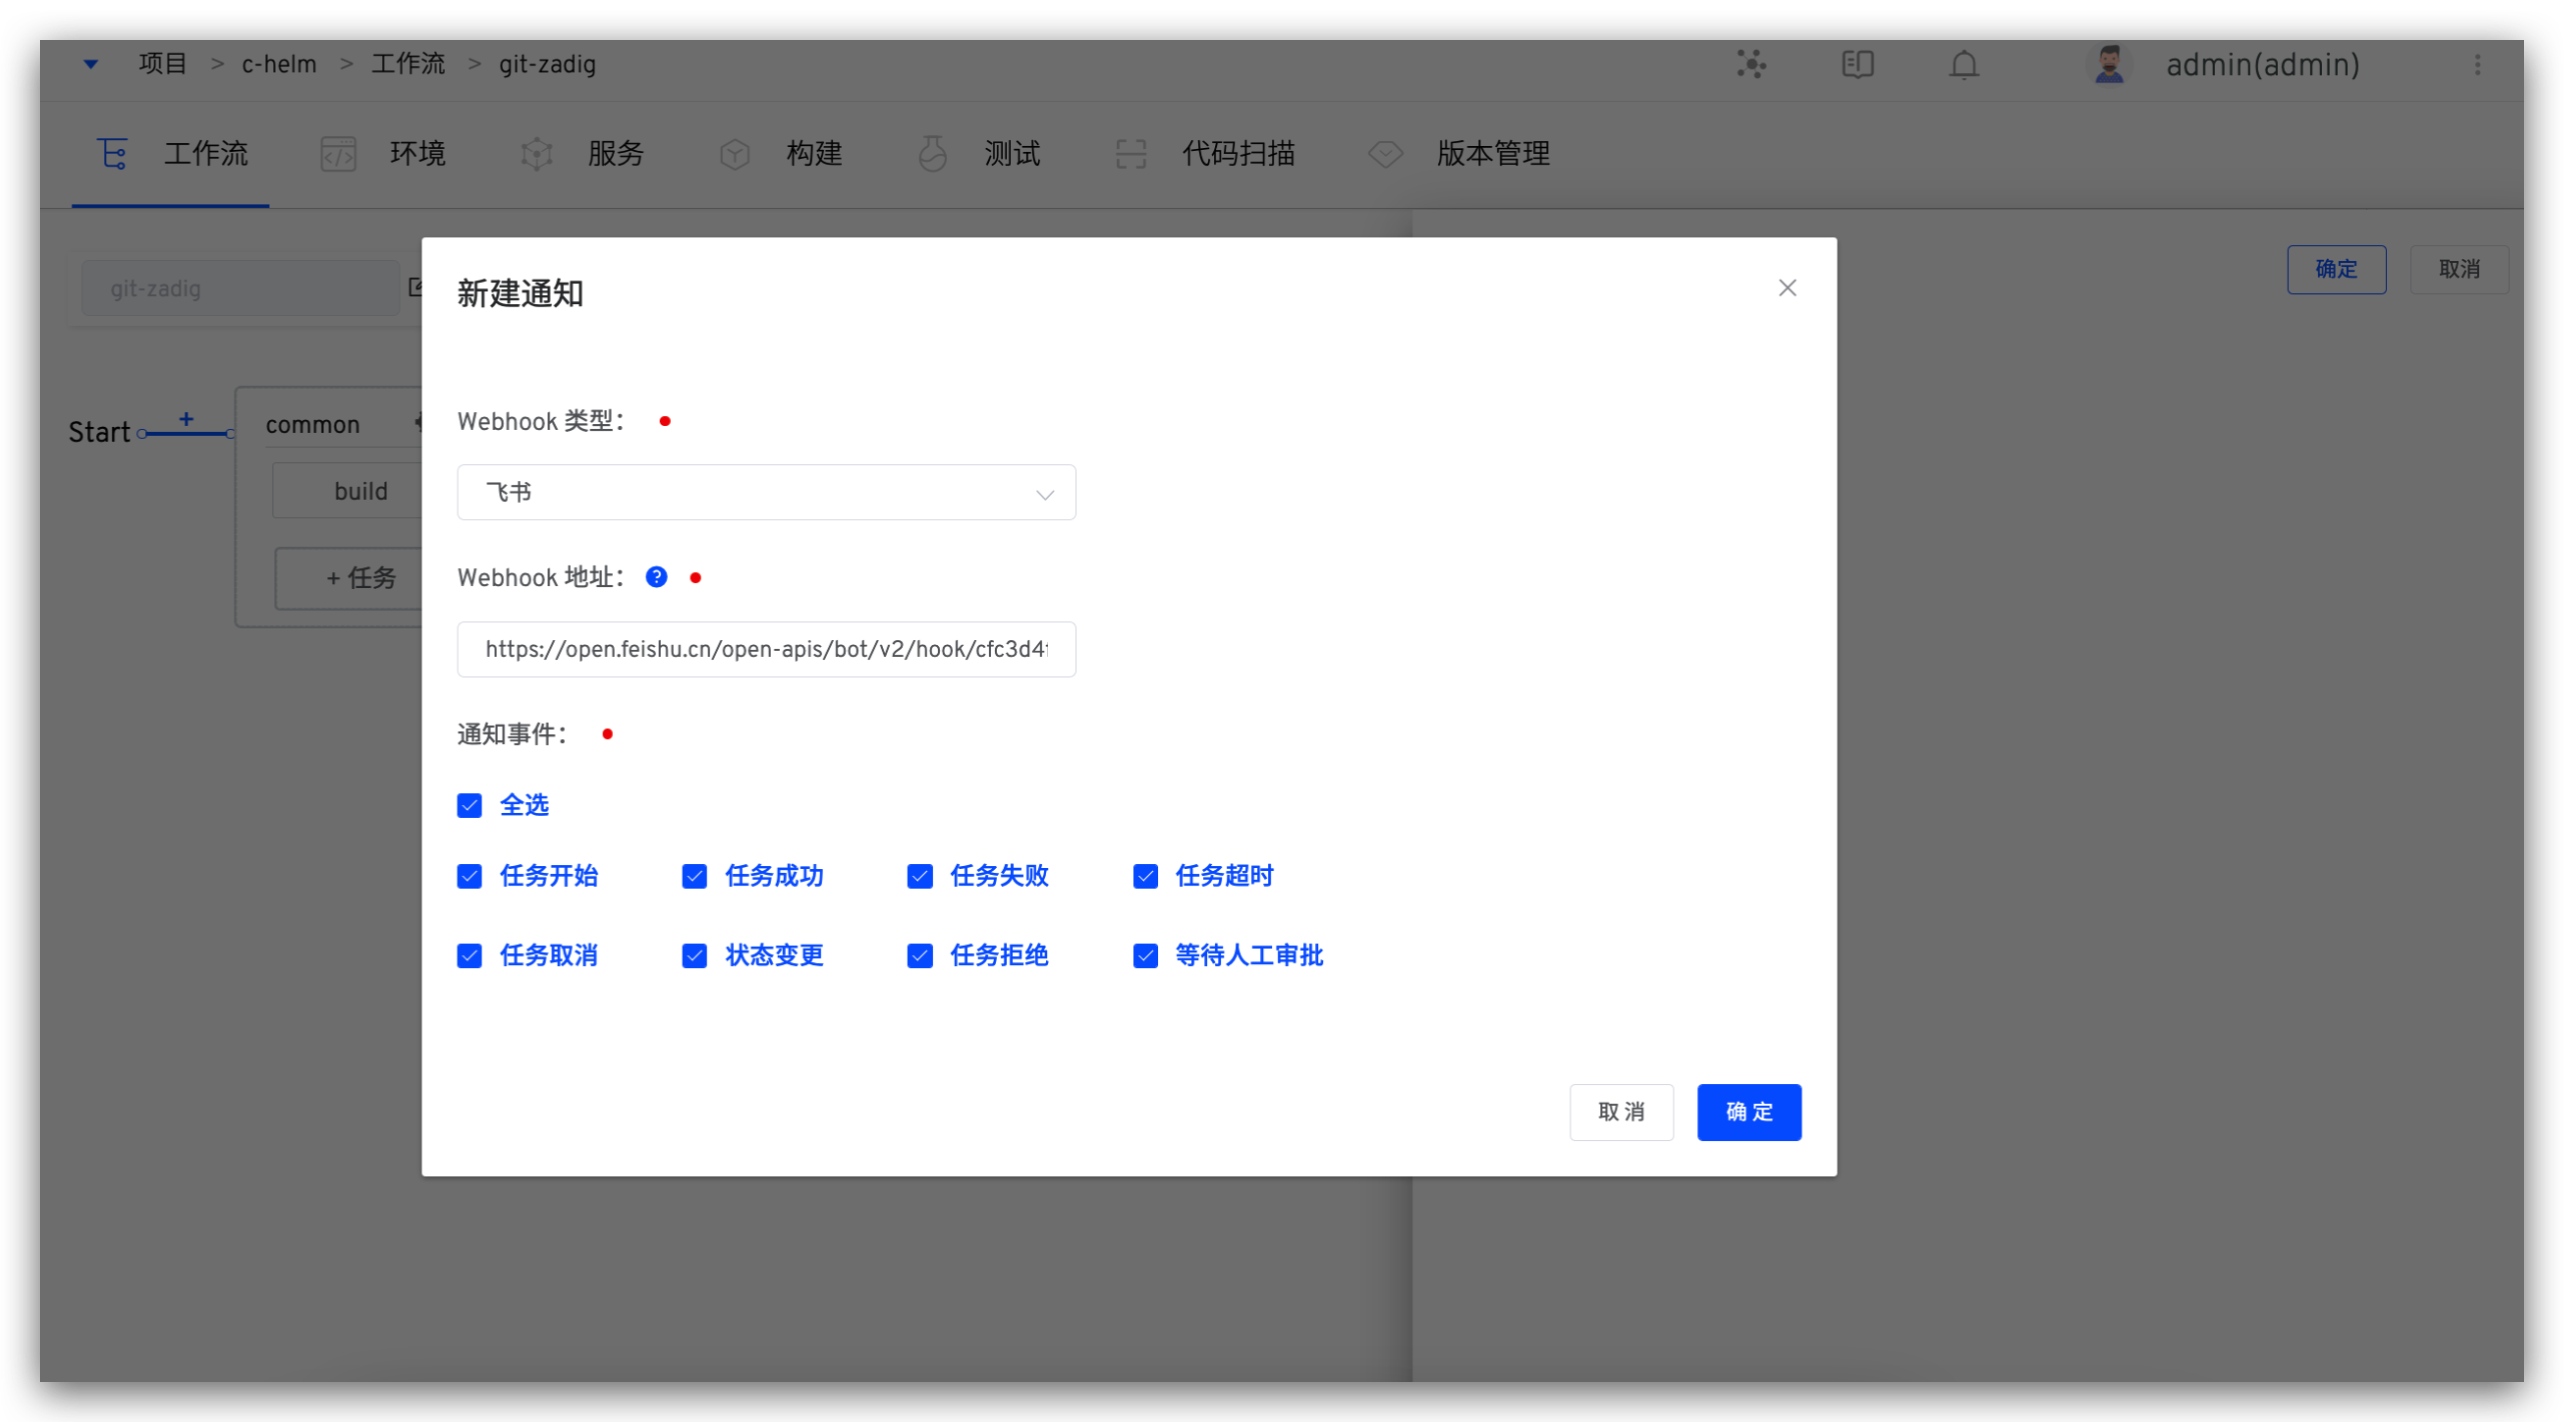 项目 > c-helm > 工作流 > git-zadig
admin(admin)
工作流 环境 服务 构建 测试 代码扫描 版本管理
git-zadig
确定 取消
新建通知
Start + common
Webhook 类型:
build
飞书
+ 任务
Webhook 地址: ?
https://open.feishu.cn/open-apis/bot/v2/hook/cfc3d4
通知事件:
全选
任务开始 任务成功 任务失败 任务超时
任务取消 状态变更 任务拒绝 等待人工审批
取消 确定